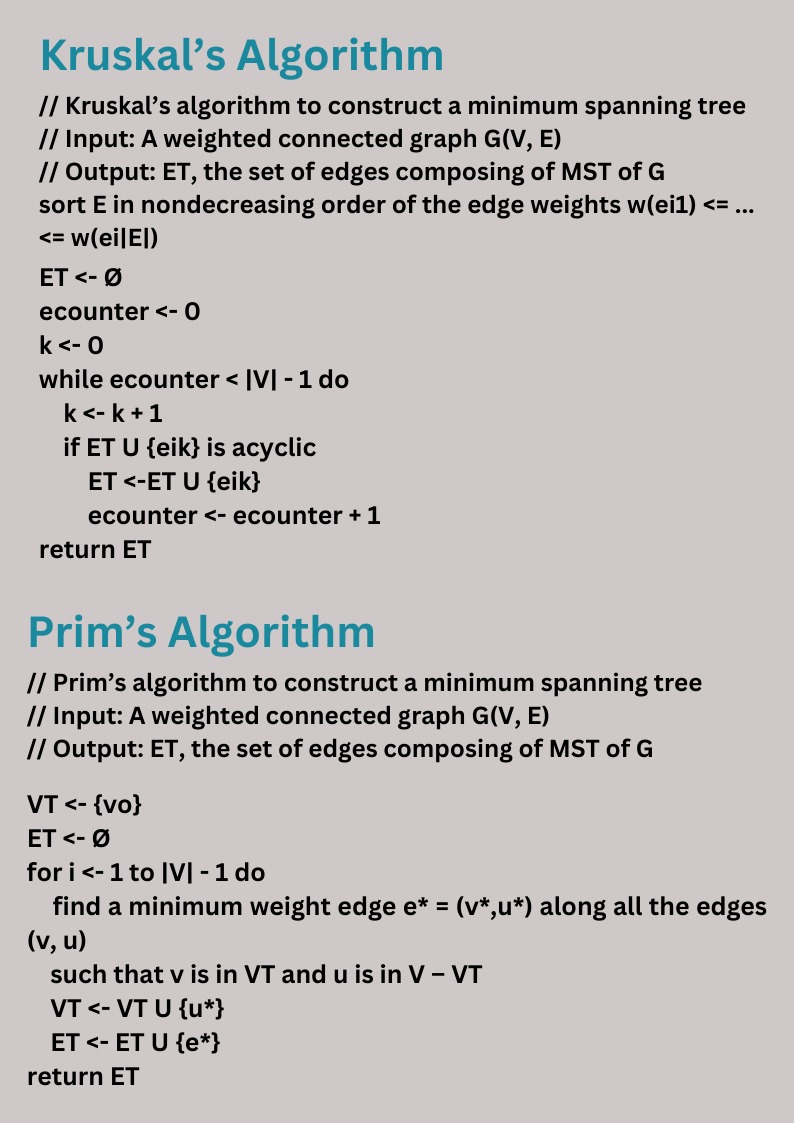 Kruskal’s Algorithm
// Kruskal’s algorithm to construct a minimum spanning tree
// Input: A weighted connected graph G(V, E)
// Output: ET, the set of edges composing of MST of G
sort E in nondecreasing order of the edge weights w(ei1) <= ...
<= w(ei|E|)
ET <- Ø
ecounter <- 0
k <- 0
while ecounter < |V| - 1 do
k <- k + 1
if ET U {eik} is acyclic
ET <-ET U {eik}
ecounter <- ecounter + 1
return ET
Prim’s Algorithm
// Prim’s algorithm to construct a minimum spanning tree
// Input: A weighted connected graph G(V, E)
// Output: ET, the set of edges composing of MST of G
VT <- {vo}
ET <- Ø
for i <- 1 to |V| - 1 do
find a minimum weight edge e* = (v*,u*) along all the edges
(v, u)
such that v is in VT and u is in V – VT
VT <- VT U {u*}
ET <- ET U {e*}
return ET